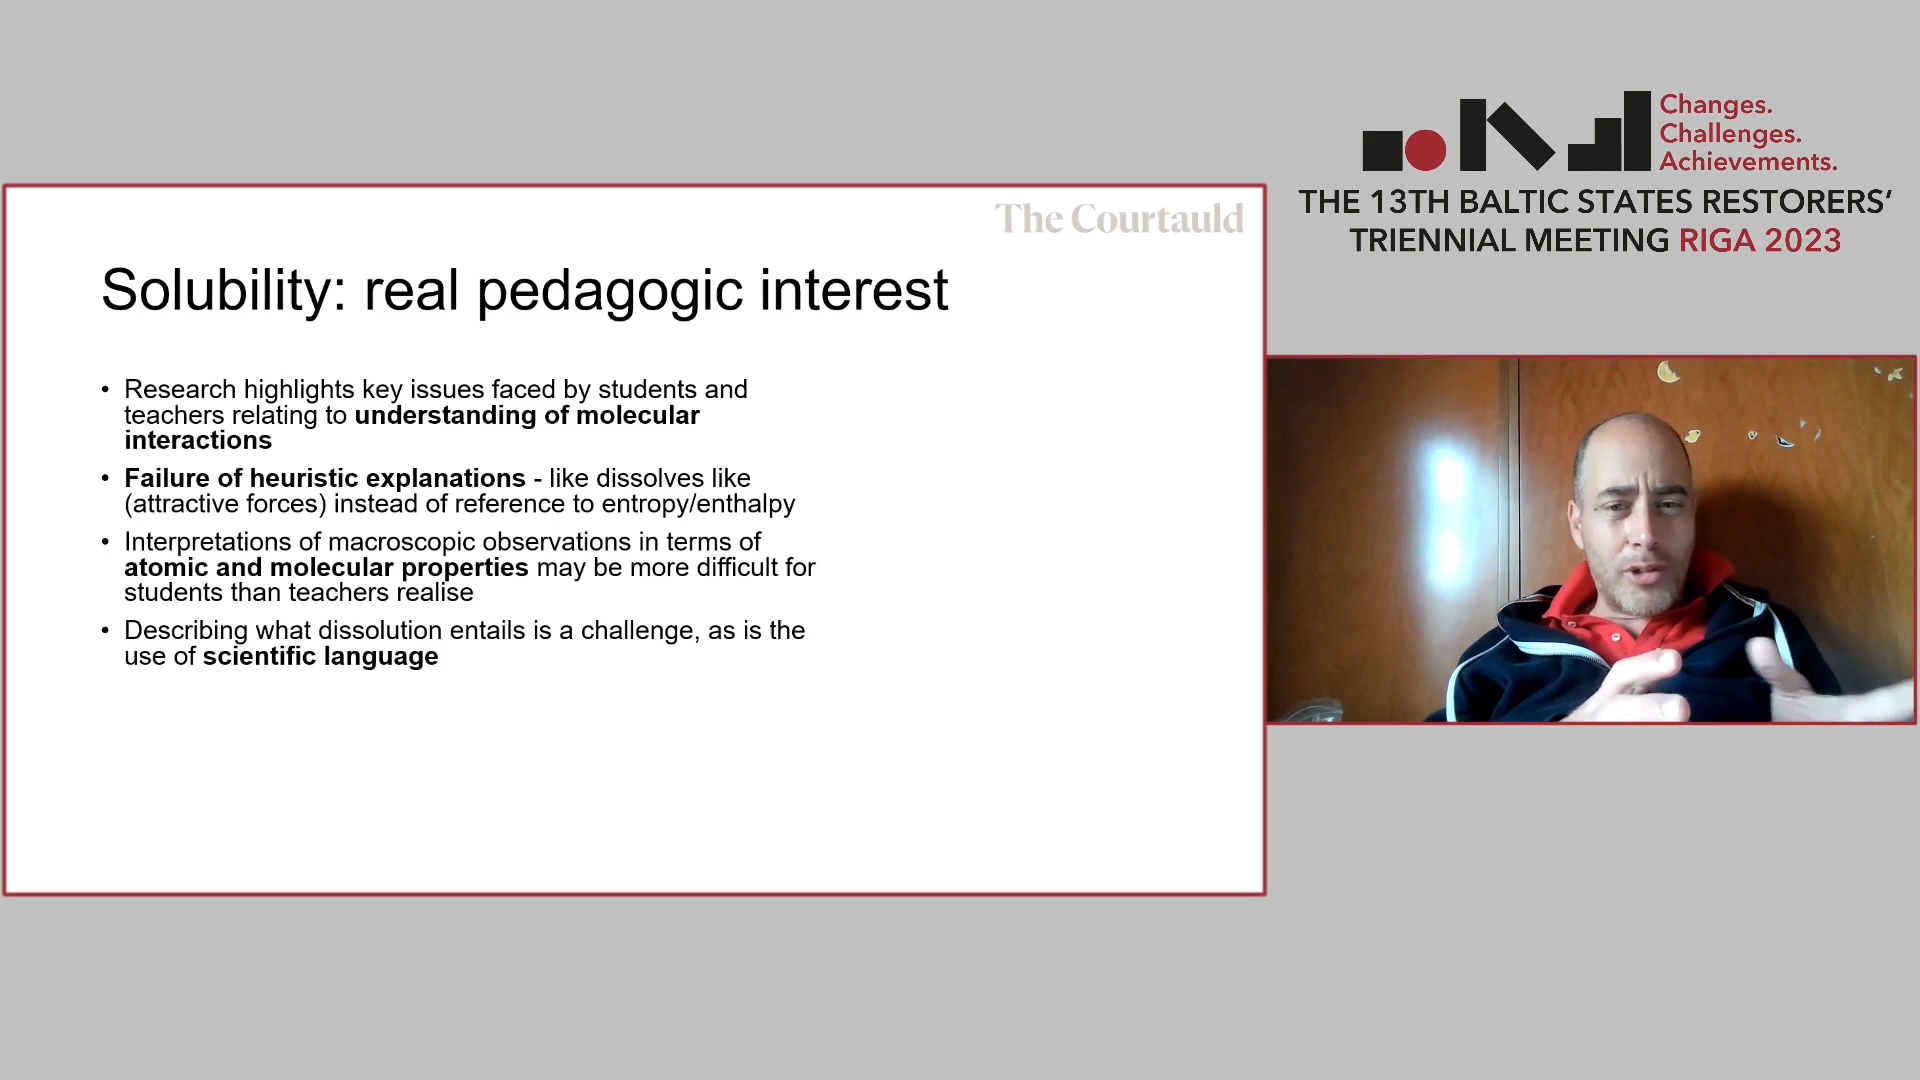 The Courtauld
Solubility: real pedagogic interest
• Research highlights key issues faced by students and
teachers relating to understanding of molecular
interactions
• Failure of heuristic explanations - like dissolves like
(attractive forces) instead of reference to entropy/enthalpy
• Interpretations of macroscopic observations in terms of
atomic and molecular properties may be more difficult for
students than teachers realise
• Describing what dissolution entails is a challenge, as is the
use of scientific language
Changes.
Challenges.
Achievements.
THE 13TH BALTIC STATES RESTORERS’
TRIENNIAL MEETING RIGA 2023